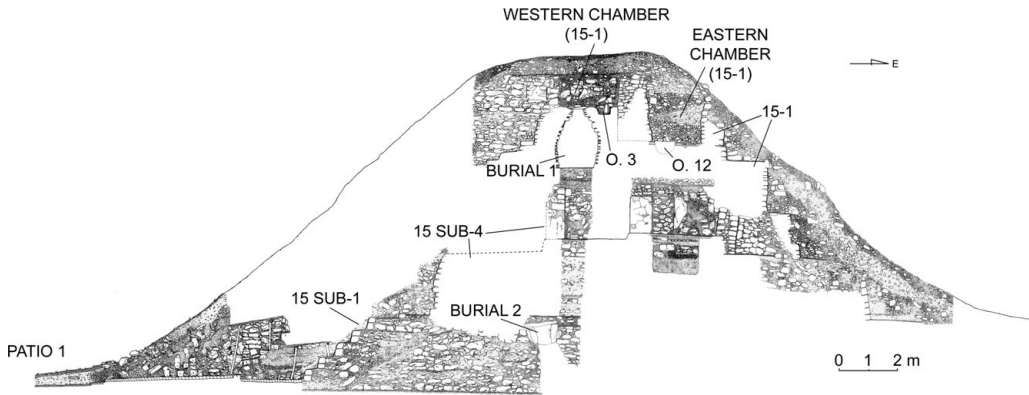 WESTERN CHAMBER
(15-1)
EASTERN
CHAMBER
(15-1)
E
15-1
BURIAL 1
O. 3
O. 12
15 SUB-4
15 SUB-1
BURIAL 2
PATIO 1
0 1 2 m